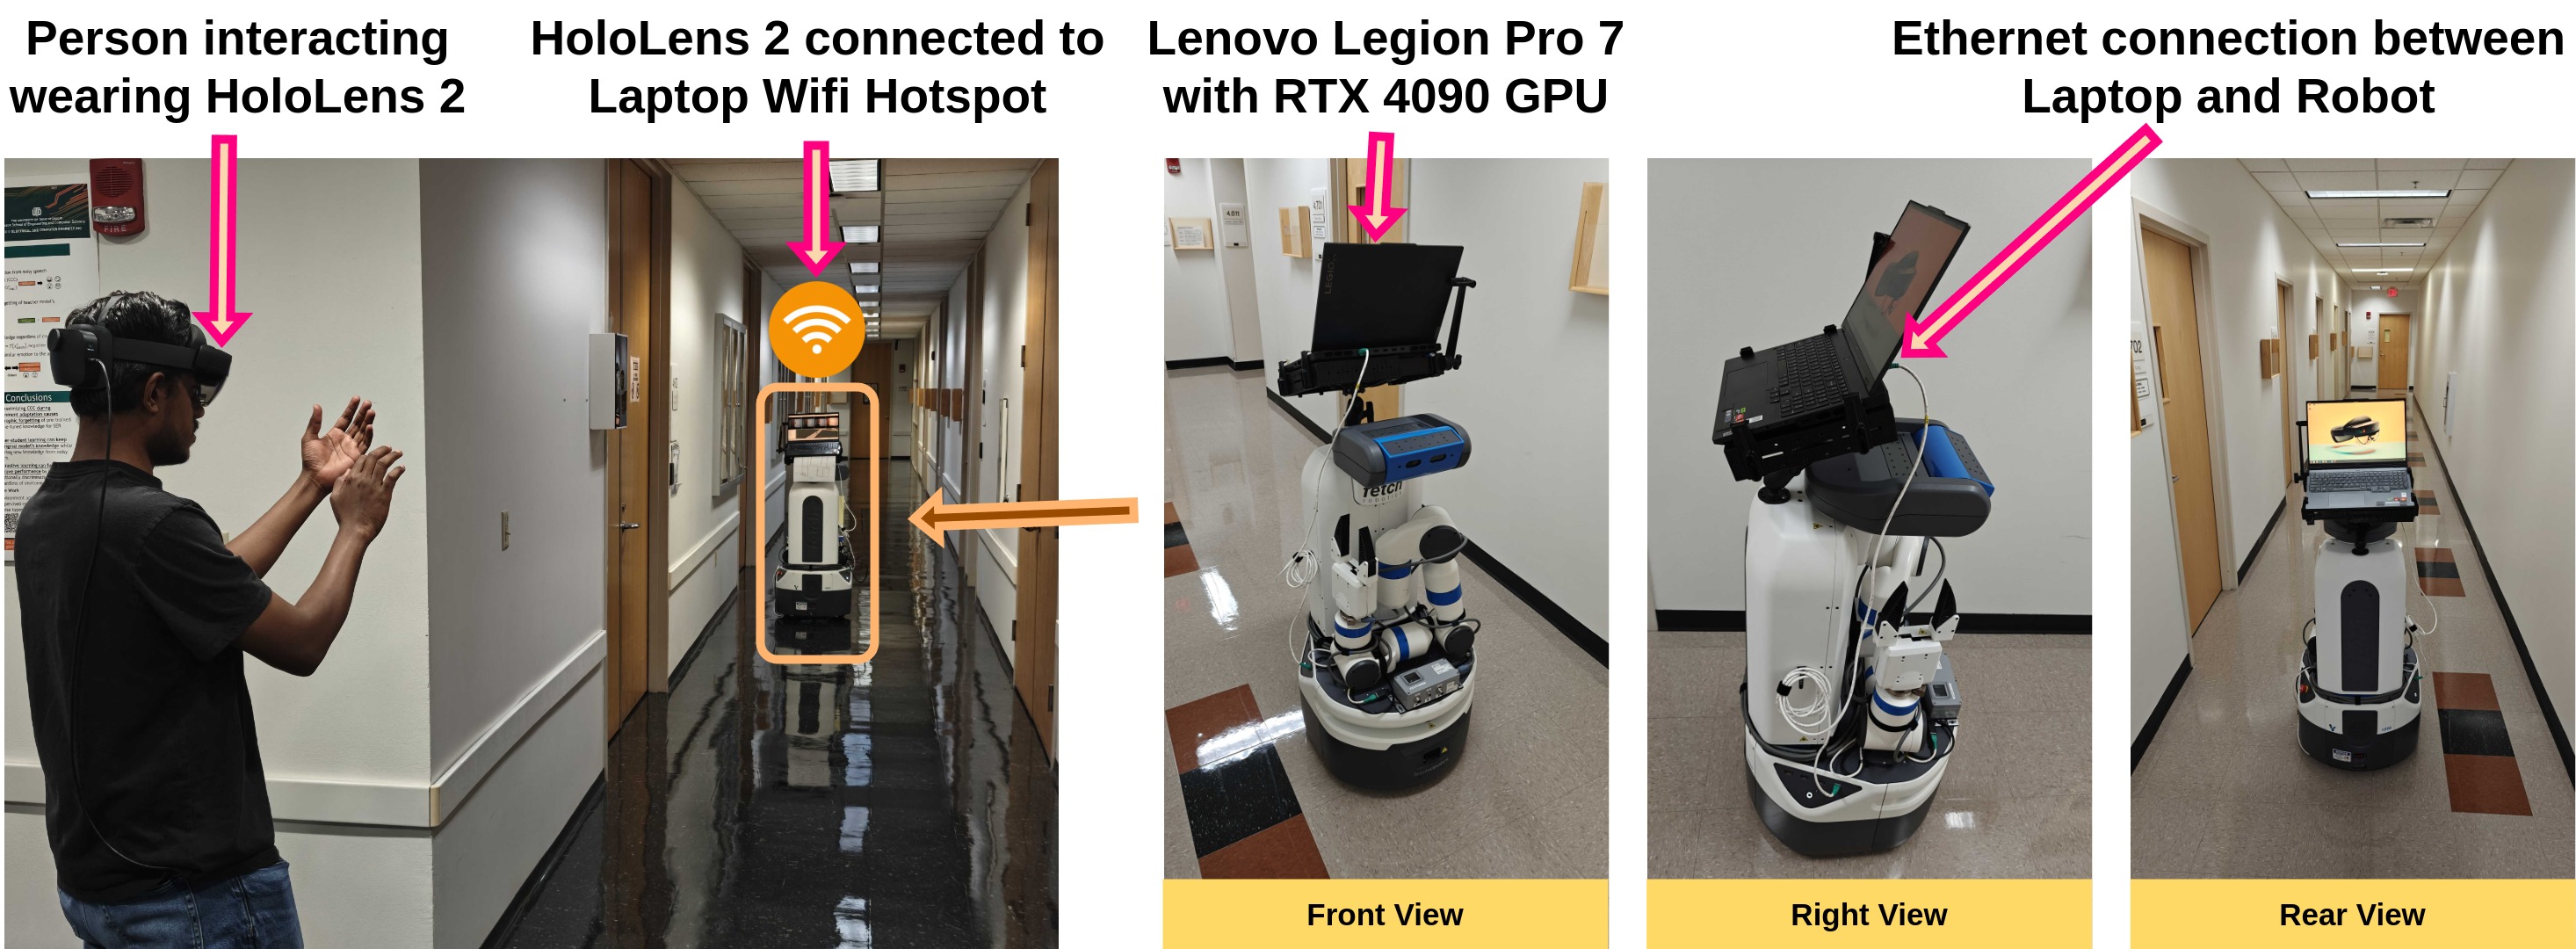 Person interacting
wearing HoloLens 2
HoloLens 2 connected to
Laptop Wifi Hotspot
Lenovo Legion Pro 7
with RTX 4090 GPU
Ethernet connection between
Laptop and Robot
FIRE
Conclusions
LEGION
fetch
Front View
Right View
Rear View